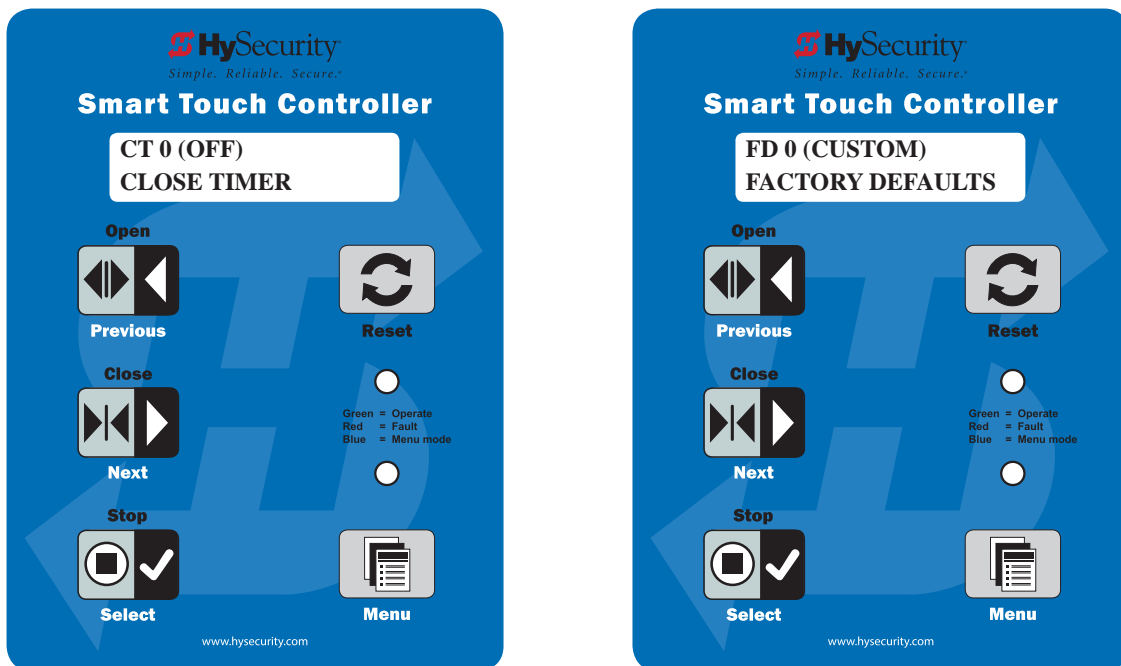 HySecurity
Simple. Reliable. Secure.
Smart Touch Controller
CT 0 (OFF)
CLOSE TIMER
Open
Previous
Reset
Close
Next
Green = Operate
Red = Fault
Blue = Menu mode
Stop
Select
Menu
www.hysecurity.com
HySecurity
Simple. Reliable. Secure.
Smart Touch Controller
FD 0 (CUSTOM)
FACTORY DEFAULTS
Open
Previous
Reset
Close
Next
Green = Operate
Red = Fault
Blue = Menu mode
Stop
Select
Menu
www.hysecurity.com